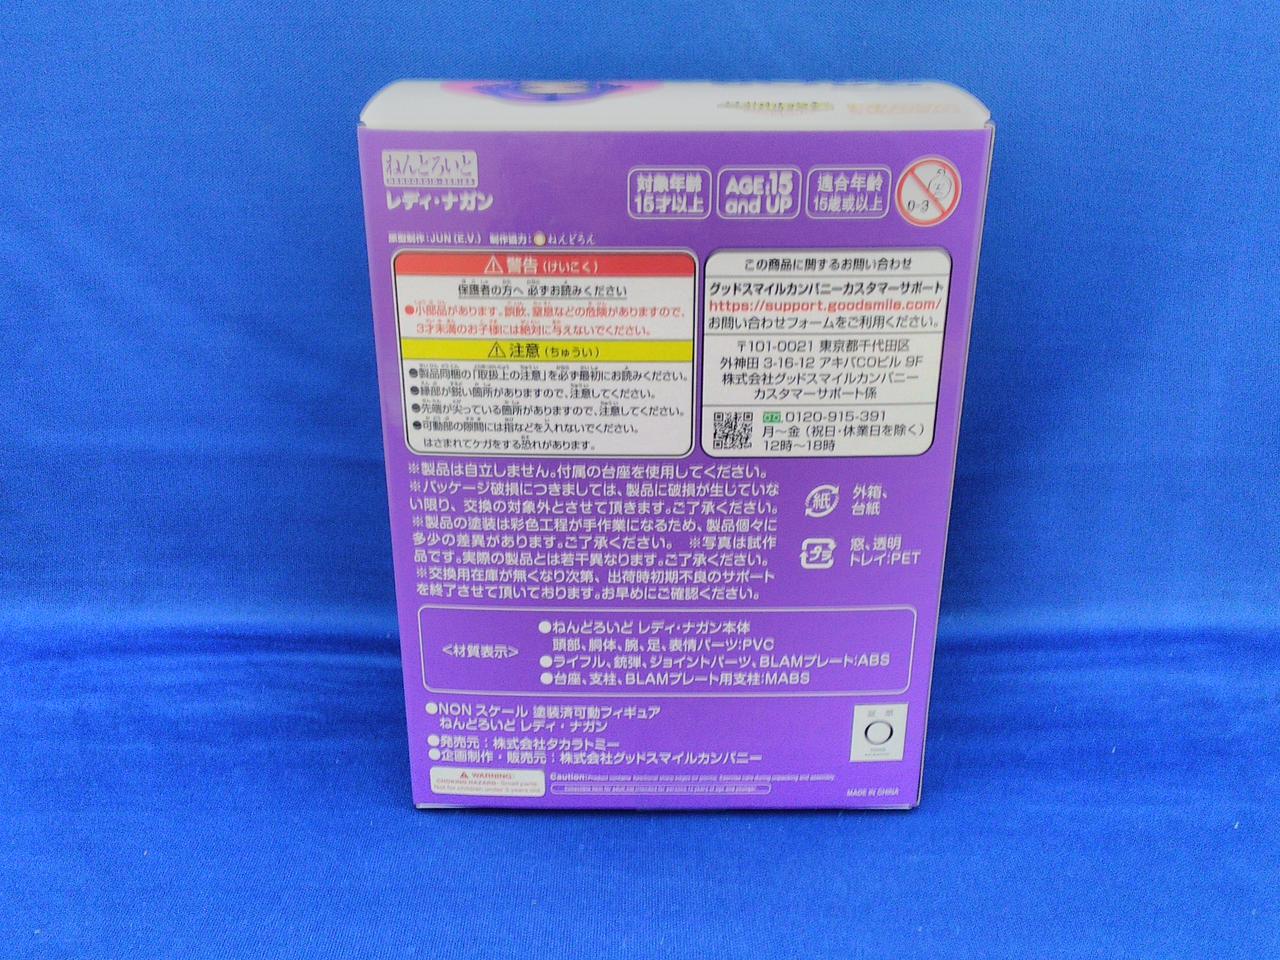 ねんどろいど
NENDOROID-SERIES
レディ・ナガン
対象年齢
15才以上
AGE:15
and UP
適合年齢
15歳或以上
0-3
原型制作:JUN (E.V.) 制作協力: ねんどろん
⚠警告(けいこく)
保護者の方へ 必ずお読みください
●小部品があります。誤飲、窒息などの危険がありますので、
3才未満のお子様には絶対に与えないでください。
⚠注意(ちゅうい)
●製品同梱の「取扱上の注意」を必ず最初にお読みください。
●縁部が鋭い箇所がありますので、注意してください。
●先端が尖っている箇所がありますので、注意してください。
●可動部の隙間には指などを入れないでください。
はさまれてケガをする恐れがあります。
この商品に関するお問い合わせ
グッドスマイルカンパニーカスタマーサポート
https://support.goodsmile.com/
お問い合わせフォームをご利用ください。
〒101-0021 東京都千代田区
外神田 3-16-12 アキバCOビル 9F
株式会社グッドスマイルカンパニー
カスタマーサポート係
0120-915-391
月～金(祝日・休業日を除く)
12時～18時
※製品は自立しません。付属の台座を使用してください。
※パッケージ破損につきましては、製品に破損が生じていな
い限り、交換の対象外とさせて頂きます。ご了承ください。
※製品の塗装は彩色工程が手作業になるため、製品個々に
多少の差異があります。ご了承ください。 ※写真は試作
品です。実際の製品とは若干異なります。ご了承ください。
※交換用在庫が無くなり次第、出荷時初期不良のサポート
を終了させて頂いております。お早めにご確認ください。
紙
外箱、
台紙
プラ
窓、透明
トレイ:PET
<材質表示>
●ねんどろいど レディ・ナガン本体
頭部、胴体、腕、足、表情パーツ:PVC
●ライフル、銃弾、ジョイントパーツ、BLAMプレート:ABS
●台座、支柱、BLAMプレート用支柱:MABS
●NON スケール 塗装済可動フィギュア
ねんどろいど レディ・ナガン
●発売元:株式会社タカラトミー
●企画制作・販売元:株式会社グッドスマイルカンパニー
⚠WARNING:
CHOKING HAZARD- Small parts.
Not for children under 3 years old.
Caution:Product contains functional sharp edges or points. Exercise care during unpacking and assembly.
MADE IN CHINA